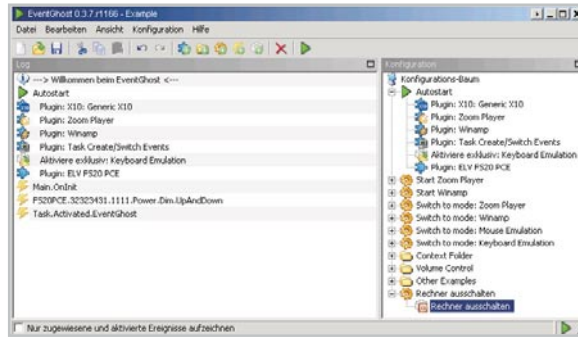 EventGhost 0.3.7.r1166 - Example
Datei Bearbeiten Ansicht Konfiguration Hilfe
Log
---> Willkommen beim EventGhost <---
Autostart
Plugin: X10: Generic X10
Plugin: Zoom Player
Plugin: Winamp
Plugin: Task Create/Switch Events
Aktiviere exklusiv: Keyboard Emulation
Plugin: ELV FS20 PCE
Main.OnInit
FS20PCE.32323431.1111.Power.Dim.UpAndDown
Task.Activated.EventGhost
Nur zugewiesene und aktivierte Ereignisse aufzeichnen
Konfiguration
Konfigurations-Baum
Autostart
Plugin: X10: Generic X10
Plugin: Zoom Player
Plugin: Winamp
Plugin: Task Create/Switch Events
Aktiviere exklusiv: Keyboard Emulation
Plugin: ELV FS20 PCE
Start Zoom Player
Start Winamp
Switch to mode: Zoom Player
Switch to mode: Winamp
Switch to mode: Mouse Emulation
Switch to mode: Keyboard Emulation
Context Folder
Volume Control
Other Examples
Rechner ausschalten
Rechner ausschalten